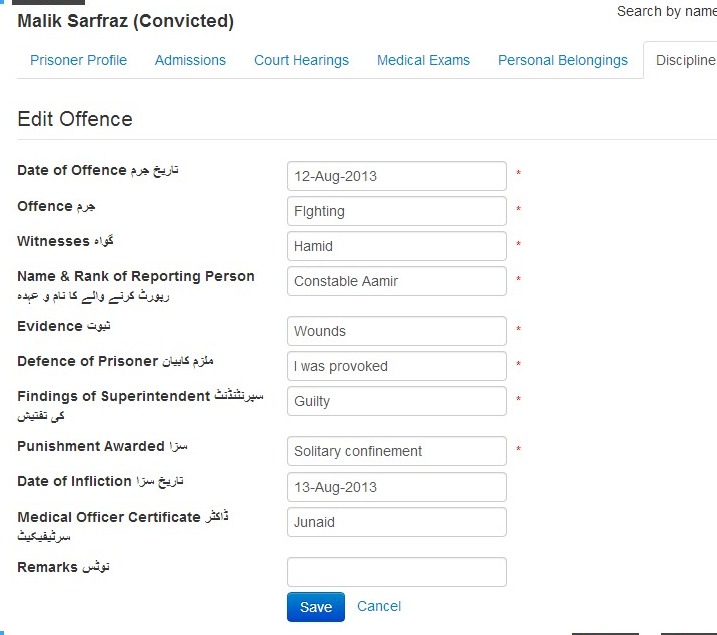 Search by name
Malik Sarfraz (Convicted)
Prisoner Profile Admissions Court Hearings Medical Exams Personal Belongings Discipline
Edit Offence
Date of Offence تاریخ جرم 12-Aug-2013 *
Offence جرم FIghting *
Witnesses گواہ Hamid *
Name & Rank of Reporting Person Constable Aamir *
رپورٹ کرنے والے کا نام و عہدہ
Evidence ثبوت Wounds *
Defence of Prisoner ملزم کابیان I was provoked *
Findings of Superintendent سپرنٹنڈنٹ Guilty *
کی تفتیش
Punishment Awarded سزا Solitary confinement *
Date of Infliction تاریخ سزا 13-Aug-2013
Medical Officer Certificate ڈاکٹر Junaid
سرٹیفیکیٹ
Remarks نوٹس
Save Cancel